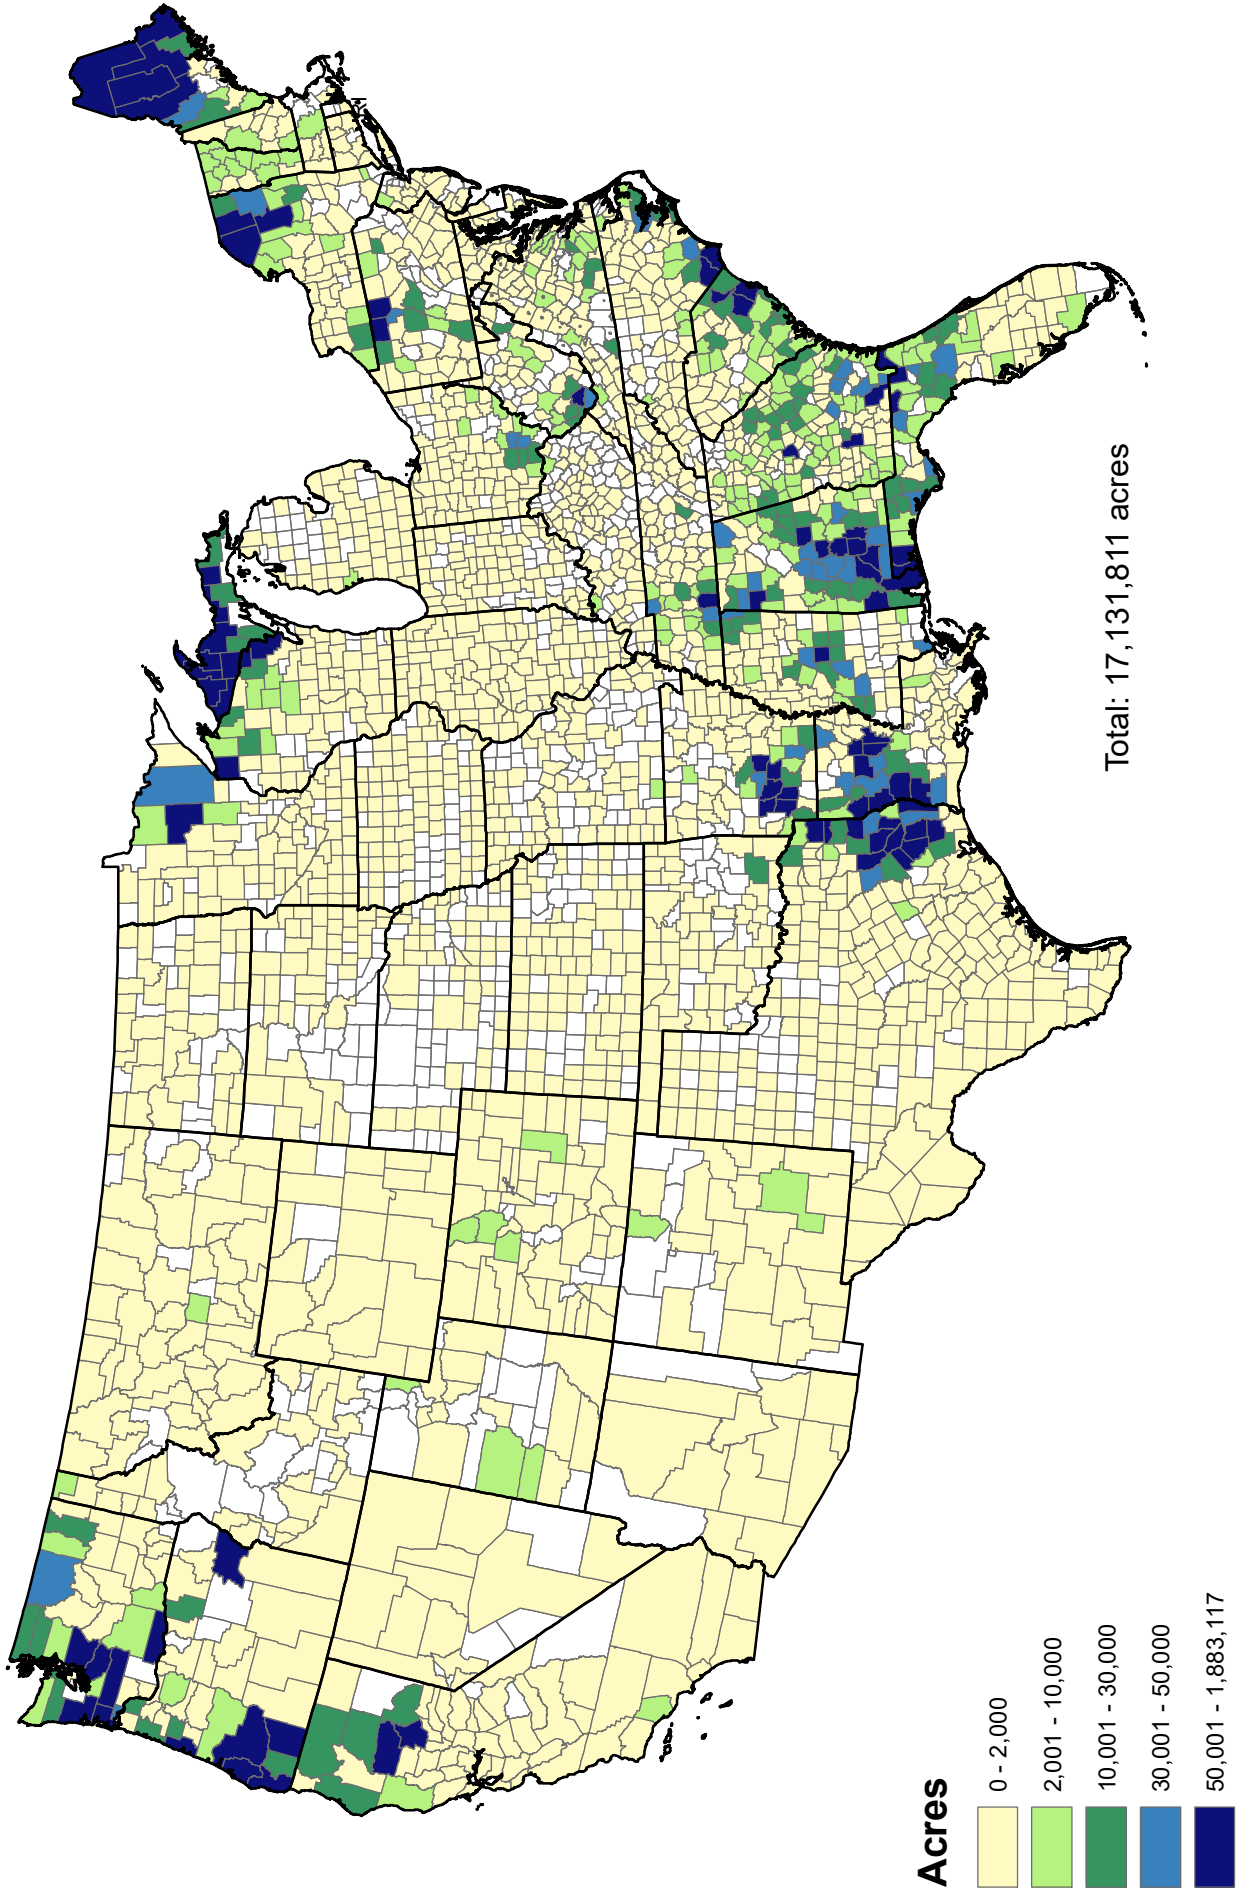 Total: 17,131,811 acres
Acres
0 - 2,000
2,001 - 10,000
10,001 - 30,000
30,001 - 50,000
50,001 - 1,883,117